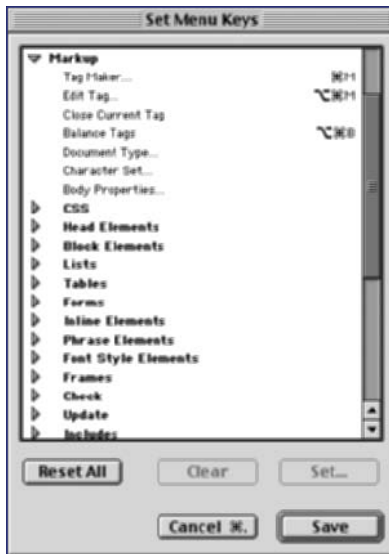 Set Menu Keys
Markup
Tag Maker... ⌘M
Edit Tag... ⌥⌘M
Close Current Tag
Balance Tags ⌥⌘B
Document Type...
Character Set...
Body Properties...
CSS
Head Elements
Block Elements
Lists
Tables
Forms
Inline Elements
Phrase Elements
Font Style Elements
Frames
Check
Update
Includes
Reset All Clear Set...
Cancel ⌘. Save